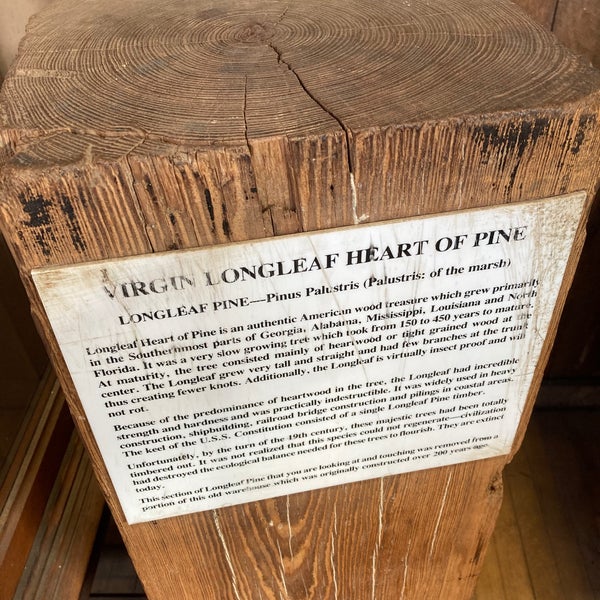 VIRGIN LONGLEAF HEART OF PINE
LONGLEAF PINE—Pinus Palustris (Palustris: of the marsh)
Longleaf Heart of Pine is an authentic American wood treasure which grew primarily
in the Southernmost parts of Georgia, Alabama, Mississippi, Louisiana and North
Florida. It was a very slow growing tree which took from 150 to 450 years to mature.
At maturity, the tree consisted mainly of heartwood or tight grained wood at the
center. The Longleaf grew very tall and straight and had few branches at the trunk
thus creating fewer knots. Additionally, the Longleaf is virtually insect proof and will
not rot.
Because of the predominance of heartwood in the tree, the Longleaf had incredible
strength and hardness and was practically indestructible. It was widely used in heavy
construction, shipbuilding, railroad bridge construction and pilings in coastal areas.
The keel of the U.S.S. Constitution consisted of a single Longleaf Pine timber.
Unfortunately, by the turn of the 19th century, these majestic trees had been totally
timbered out. It was not realized that this species could not regenerate—civilization
had destroyed the ecological balance needed for these trees to flourish. They are extinct
today.
This section of Longleaf Pine that you are looking at and touching was removed from a
portion of this old warehouse which was originally constructed over 200 years ago.